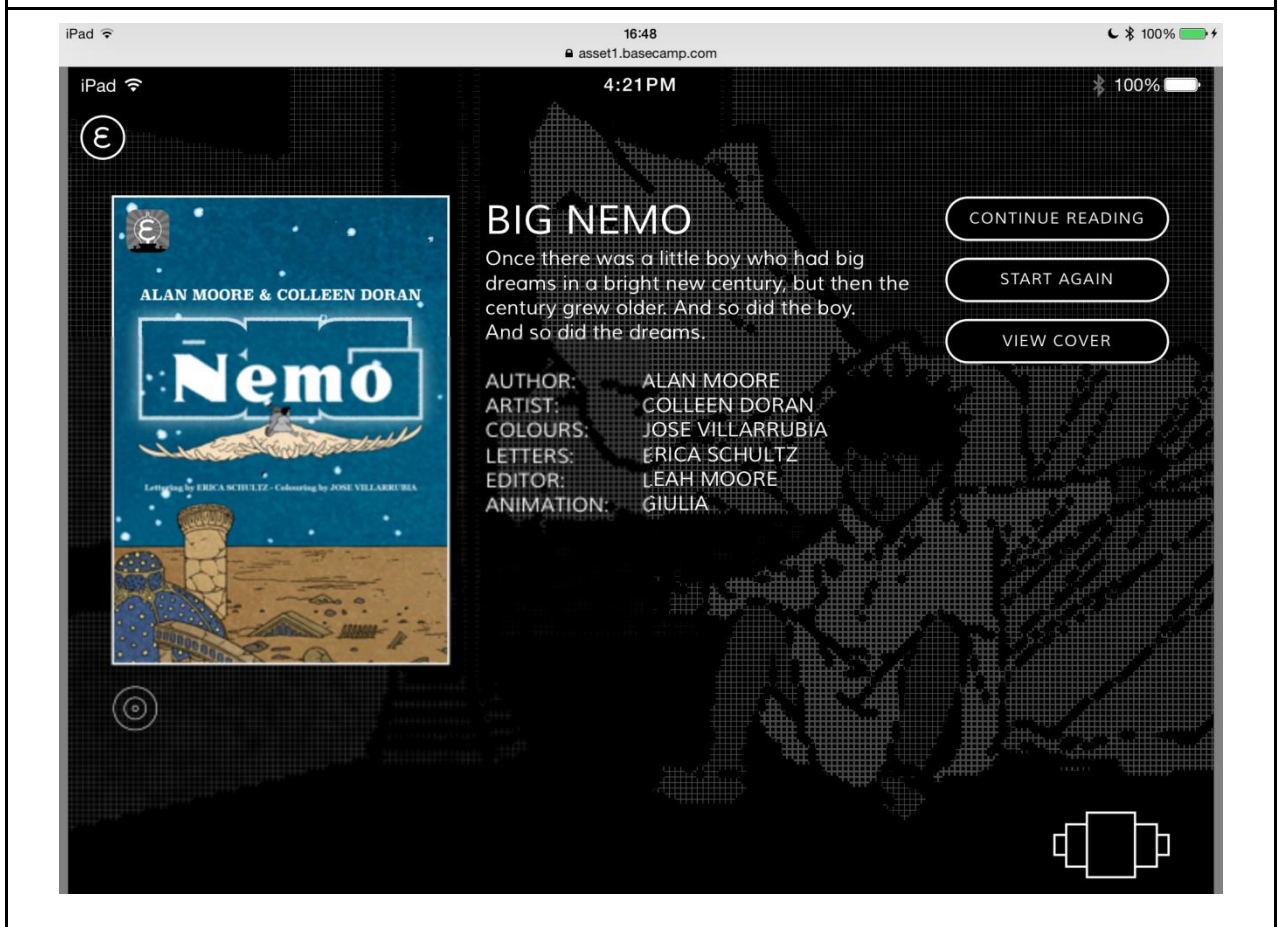 iPad 16:48 100%
asset1.basecamp.com
iPad 4:21PM 100%
ε
ε
ALAN MOORE & COLLEEN DORAN
Nemo
Lettering by ERICA SCHULTZ - Colouring by JOSE VILLARRUBIA
BIG NEMO
Once there was a little boy who had big
dreams in a bright new century, but then the
century grew older. And so did the boy.
And so did the dreams.
AUTHOR: ALAN MOORE
ARTIST: COLLEEN DORAN
COLOURS: JOSE VILLARRUBIA
LETTERS: ERICA SCHULTZ
EDITOR: LEAH MOORE
ANIMATION: GIULIA
CONTINUE READING
START AGAIN
VIEW COVER